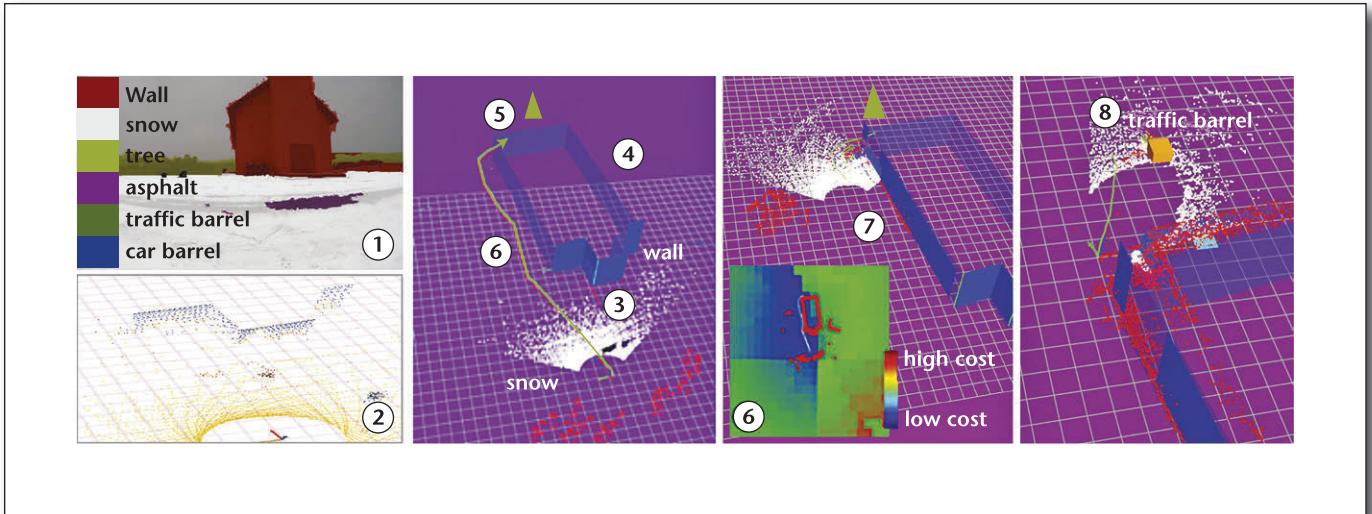 Wall
snow
tree
asphalt
traffic barrel
car barrel
1
2
5
4
6
wall
3
snow
7
high cost
6
low cost
8
traffic barrel